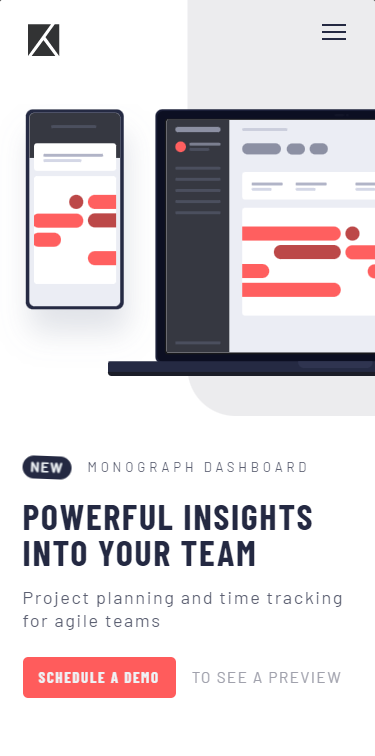 NEW MONOGRAPH DASHBOARD
POWERFUL INSIGHTS
INTO YOUR TEAM
Project planning and time tracking
for agile teams
SCHEDULE A DEMO TO SEE A PREVIEW